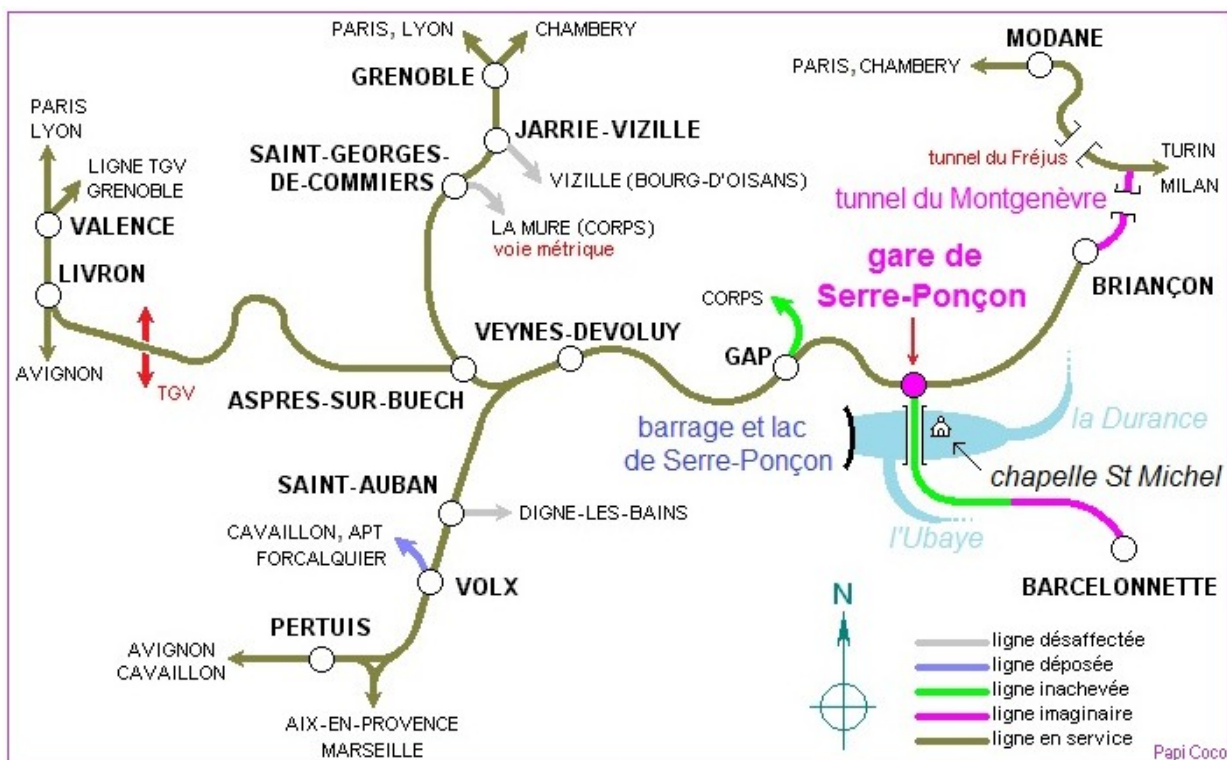 PARIS, LYON
CHAMBERY
GRENOBLE
MODANE
PARIS, CHAMBERY
PARIS
LYON
LIGNE TGV
GRENOBLE
VALENCE
LIVRON
AVIGNON
TGV
JARRIE-VIZILLE
SAINT-GEORGES-
DE-COMMIERS
VIZILLE (BOURG-D'OISANS)
LA MURE (CORPS)
voie métrique
tunnel du Fréjus
TURIN
MILAN
tunnel du Montgenèvre
gare de
Serre-Ponçon
BRIANÇON
CORPS
VEYNES-DEVOLUY
GAP
ASPRES-SUR-BUECH
barrage et lac
de Serre-Ponçon
la Durance
chapelle St Michel
l'Ubaye
BARCELONNETTE
SAINT-AUBAN
DIGNE-LES-BAINS
CAVAILLON, APT
FORCALQUIER
VOLX
PERTUIS
AVIGNON
CAVAILLON
AIX-EN-PROVENCE
MARSEILLE
N
ligne désaffectée
ligne déposée
ligne inachevée
ligne imaginaire
ligne en service
Papi Coco